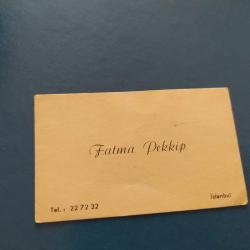 Fatma Pekkip
Tel. : 22 72 32
İstanbul